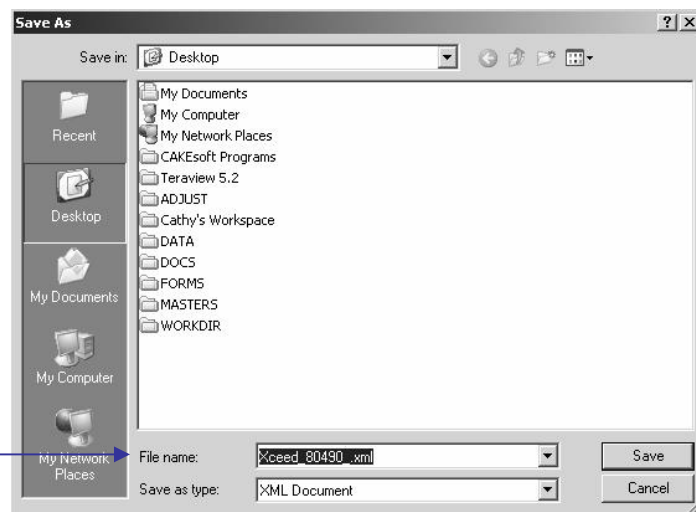 Save As
Save in: Desktop
Recent
Desktop
My Documents
My Computer
My Network Places
My Documents
My Computer
My Network Places
CAKEsoft Programs
Teraview 5.2
ADJUST
Cathy's Workspace
DATA
DOCS
FORMS
MASTERS
WORKDIR
File name: Xceed_80490_.xml Save
Save as type: XML Document Cancel